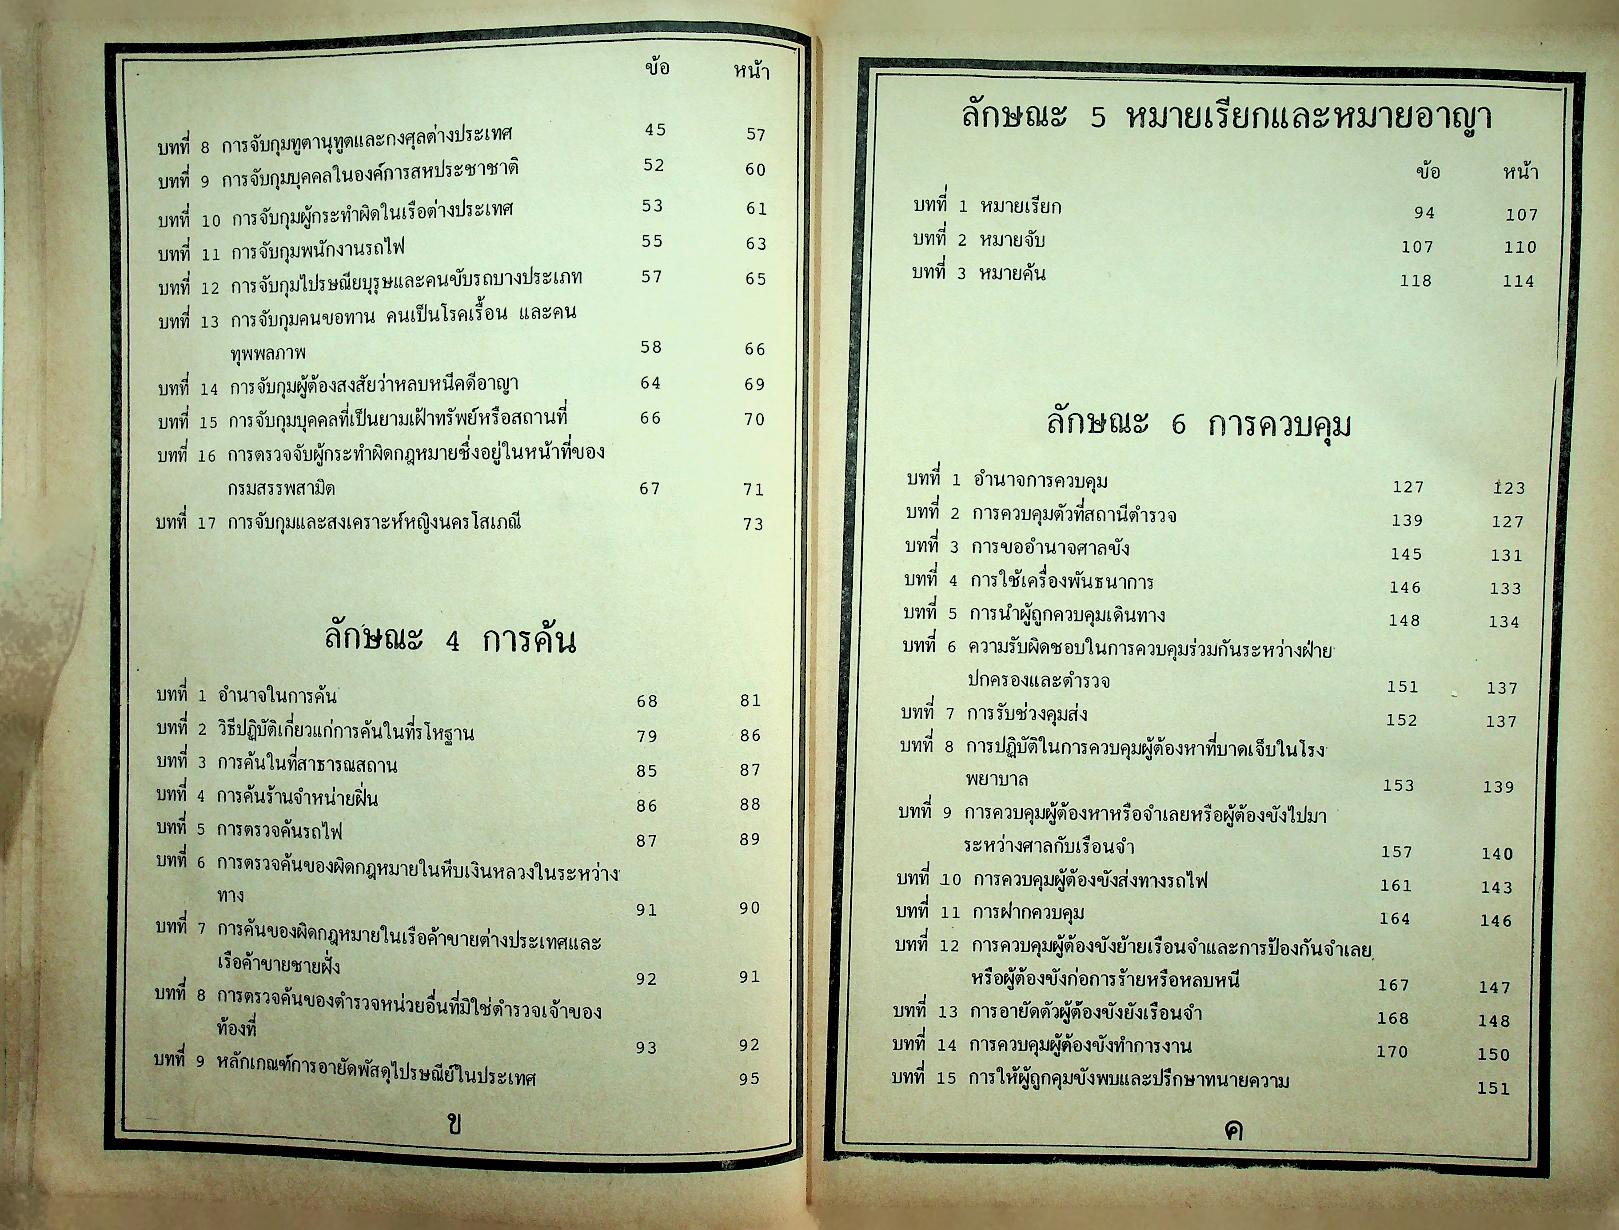 ข้อ หน้า
บทที่ 8 การจับกุมทูตานุทูตและกงศุลต่างประเทศ 45 57
บทที่ 9 การจับกุมบุคคลในองค์การสหประชาชาติ 52 60
บทที่ 10 การจับกุมผู้กระทำผิดในเรือต่างประเทศ 53 61
บทที่ 11 การจับกุมพนักงานรถไฟ 55 63
บทที่ 12 การจับกุมไปรษณียบุรุษและคนขับรถบางประเภท 57 65
บทที่ 13 การจับกุมคนขอทาน คนเป็นโรคเรื้อน และคน
ทุพพลภาพ 58 66
บทที่ 14 การจับกุมผู้ต้องสงสัยว่าหลบหนีคดีอาญา 64 69
บทที่ 15 การจับกุมบุคคลที่เป็นยามเฝ้าทรัพย์หรือสถานที่ 66 70
บทที่ 16 การตรวจจับผู้กระทำผิดกฎหมายซึ่งอยู่ในหน้าที่ของ
กรมสรรพสามิต 67 71
บทที่ 17 การจับกุมและสงเคราะห์หญิงนครโสเภณี 73
ลักษณะ 4 การค้น
บทที่ 1 อำนาจในการค้น 68 81
บทที่ 2 วิธีปฏิบัติเกี่ยวแก่การค้นในที่รโหฐาน 79 86
บทที่ 3 การค้นในที่สาธารณสถาน 85 87
บทที่ 4 การค้นร้านจำหน่ายฝิ่น 86 88
บทที่ 5 การตรวจค้นรถไฟ 87 89
บทที่ 6 การตรวจค้นของผิดกฎหมายในหีบเงินหลวงในระหว่าง
ทาง 91 90
บทที่ 7 การค้นของผิดกฎหมายในเรือค้าขายต่างประเทศและ
เรือค้าขายชายฝั่ง 92 91
บทที่ 8 การตรวจค้นของตำรวจหน่วยอื่นที่มิใช่ตำรวจเจ้าของ
ท้องที่ 93 92
บทที่ 9 หลักเกณฑ์การอายัดพัสดุไปรษณีย์ในประเทศ 95
ข
ลักษณะ 5 หมายเรียกและหมายอาญา
ข้อ หน้า
บทที่ 1 หมายเรียก 94 107
บทที่ 2 หมายจับ 107 110
บทที่ 3 หมายค้น 118 114
ลักษณะ 6 การควบคุม
บทที่ 1 อำนาจการควบคุม 127 123
บทที่ 2 การควบคุมตัวที่สถานีตำรวจ 139 127
บทที่ 3 การขออำนาจศาลขัง 145 131
บทที่ 4 การใช้เครื่องพันธนาการ 146 133
บทที่ 5 การนำผู้ถูกควบคุมเดินทาง 148 134
บทที่ 6 ความรับผิดชอบในการควบคุมร่วมกันระหว่างฝ่าย
ปกครองและตำรวจ 151 137
บทที่ 7 การรับช่วงคุมส่ง 152 137
บทที่ 8 การปฏิบัติในการควบคุมผู้ต้องหาที่บาดเจ็บในโรง
พยาบาล 153 139
บทที่ 9 การควบคุมผู้ต้องหาหรือจำเลยหรือผู้ต้องขังไปมา
ระหว่างศาลกับเรือนจำ 157 140
บทที่ 10 การควบคุมผู้ต้องขังส่งทางรถไฟ 161 143
บทที่ 11 การฝากควบคุม 164 146
บทที่ 12 การควบคุมผู้ต้องขังย้ายเรือนจำและการป้องกันจำเลย
หรือผู้ต้องขังก่อการร้ายหรือหลบหนี 167 147
บทที่ 13 การอายัดตัวผู้ต้องขังยังเรือนจำ 168 148
บทที่ 14 การควบคุมผู้ต้องขังทำการงาน 170 150
บทที่ 15 การให้ผู้ถูกคุมขังพบและปรึกษาทนายความ 151
ค